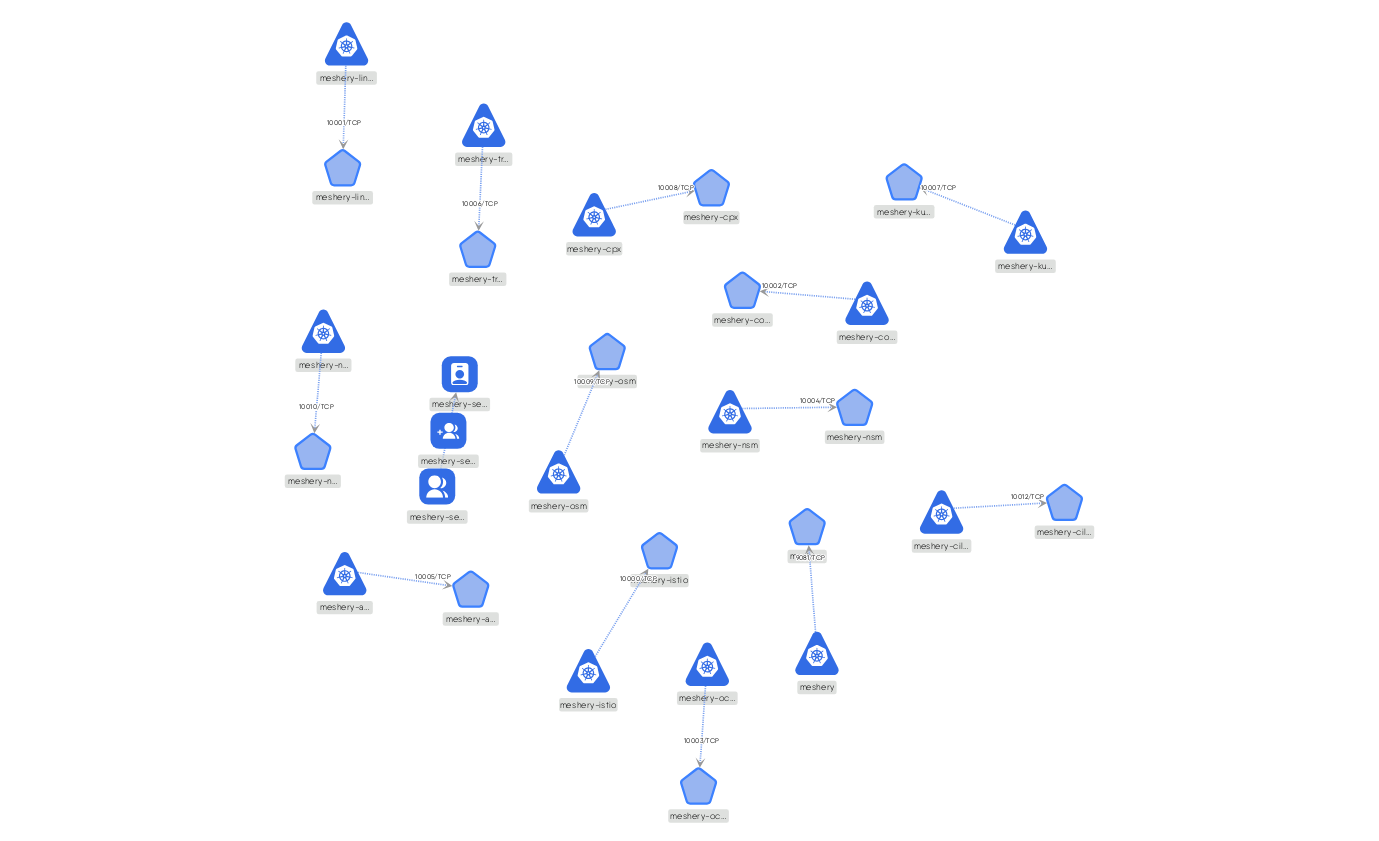 meshery-lin...
10001/TCP
meshery-lin...
meshery-tr...
10006/TCP
meshery-tr...
10008/TCP
meshery-cpx
meshery-cpx
10007/TCP
meshery-ku...
meshery-ku...
10002/TCP
meshery-co...
meshery-co...
meshery-n...
10010/TCP
meshery-n...
meshery-se...
meshery-se...
meshery-se...
10009/TCP
y-osm
meshery-osm
10004/TCP
meshery-nsm
meshery-nsm
10012/TCP
meshery-cil...
meshery-cil...
10005/TCP
meshery-a...
meshery-a...
10000/TCP
hery-istio
meshery-istio
9081/TCP
meshery
meshery-oc...
10003/TCP
meshery-oc...